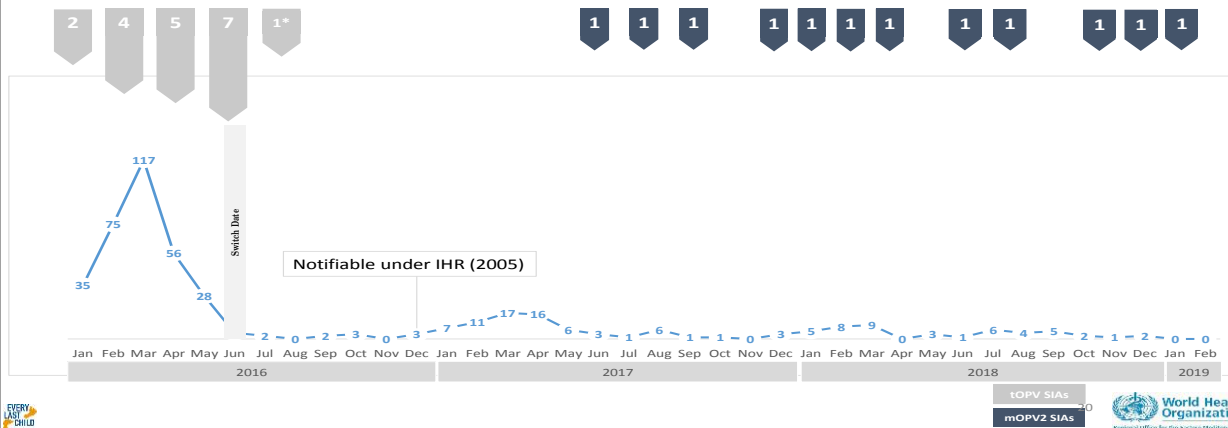 2 4 5 7 1* 1 1 1 1 1 1 1 1 1 1 1 1
117
75
56
35
28
Switch Date
Notifiable under IHR (2005)
2 0 2 3 0 3 7 11 17 16 6 3 1 6 1 1 0 3 5 8 9 0 3 1 6 4 5 2 1 2 0 0
Jan Feb Mar Apr May Jun Jul Aug Sep Oct Nov Dec Jan Feb Mar Apr May Jun Jul Aug Sep Oct Nov Dec Jan Feb Mar Apr May Jun Jul Aug Sep Oct Nov Dec Jan Feb
2016 2017 2018 2019
tOPV SIAs
mOPV2 SIAs
20
EVERY
LAST
CHILD
World Hea
Organizati